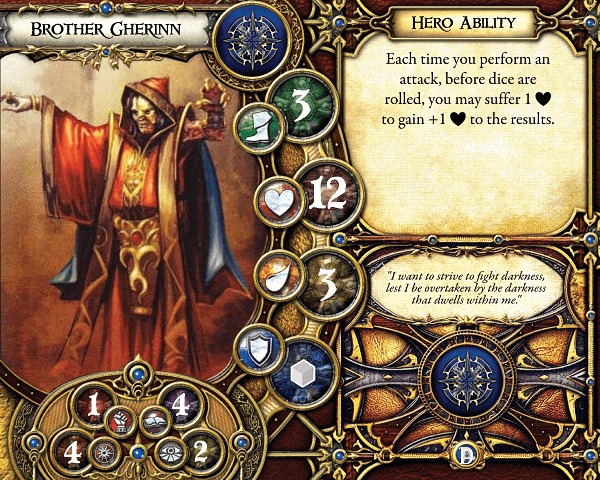 Brother Gherinn
3
12
3
1
4
4
2
Hero Ability
Each time you perform an
attack, before dice are
rolled, you may suffer 1 ♥
to gain +1 ♥ to the results.
"I want to strive to fight darkness,
lest I be overtaken by the darkness
that dwells within me."
D